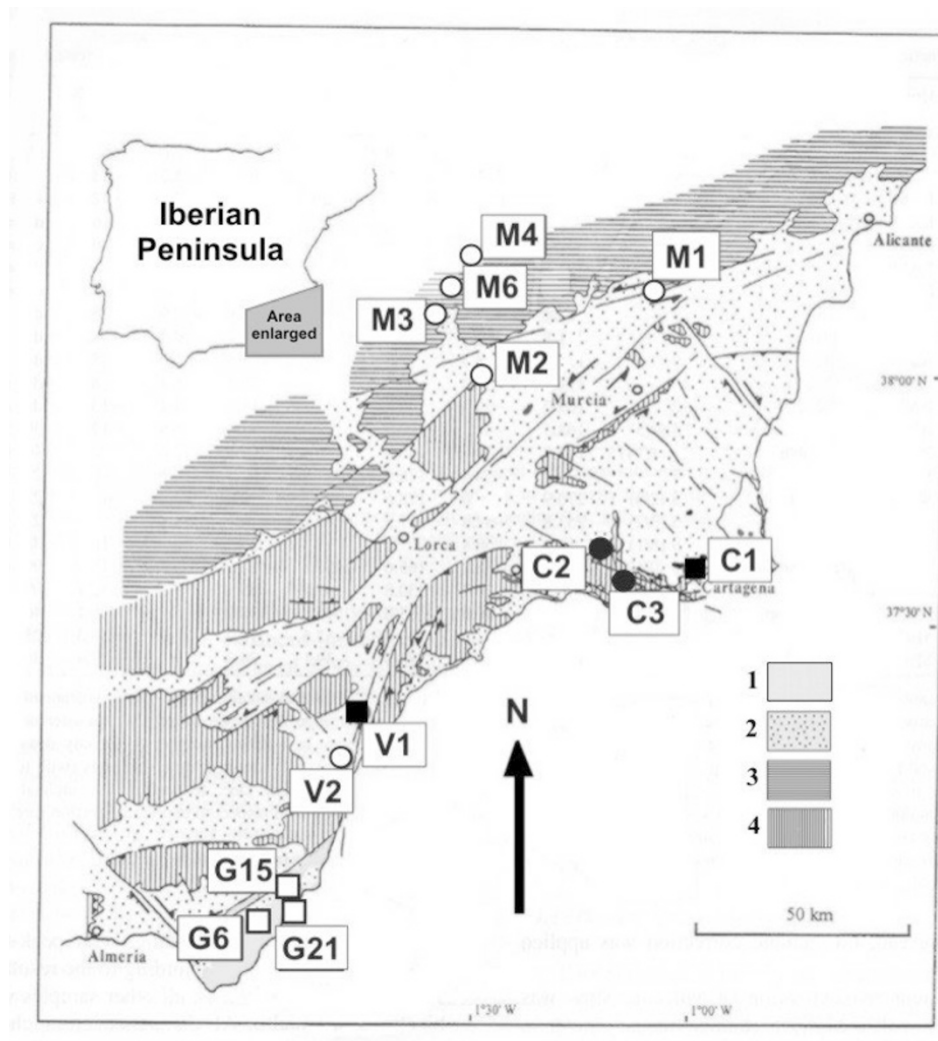 Iberian
Peninsula
Area
enlarged
M4
M1
Alicante
M6
M3
M2
38°00' N
Murcia
Lorca
C2
C1
Cartagena
C3
37°30' N
1
N
2
V1
3
V2
4
G15
50 km
G6
G21
Almeria
1°30' W
1°00' W